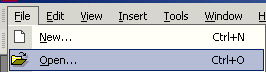 File Edit View Insert Tools Window H
New... Ctrl+N
Open... Ctrl+O